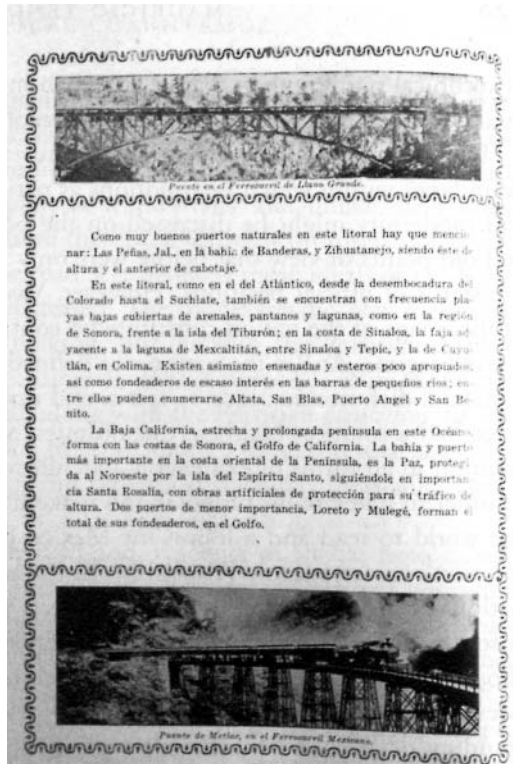 Puente en el Ferrocarril de Llano Grande.
Como muy buenos puertos naturales en este litoral hay que mencio
nar: Las Peñas, Jal., en la bahía de Banderas, y Zihuatanejo, siendo éste de
altura y el anterior de cabotaje.
En este litoral, como en el del Atlántico, desde la desembocadura del
Colorado hasta el Suchiate, también se encuentran con frecuencia pla-
yas bajas cubiertas de arenales, pantanos y lagunas, como en la región
de Sonora, frente a la isla del Tiburón; en la costa de Sinaloa, la faja ad-
yacente a la laguna de Mexcaltitán, entre Sinaloa y Tepic, y la de Cuyu-
tlán, en Colima. Existen asimismo ensenadas y esteros poco apropiados,
así como fondeaderos de escaso interés en las barras de pequeños ríos; en-
tre ellos pueden enumerarse Altata, San Blas, Puerto Angel y San Be-
nito.
La Baja California, estrecha y prolongada península en este Océano,
forma con las costas de Sonora, el Golfo de California. La bahía y puerto
más importante en la costa oriental de la Península, es la Paz, protegi-
da al Noroeste por la isla del Espíritu Santo, siguiéndole en importan-
cia Santa Rosalía, con obras artificiales de protección para su tráfico de
altura. Dos puertos de menor importancia, Loreto y Mulegé, forman el
total de sus fondeaderos, en el Golfo.
Puente de Metlac, en el Ferrocarril Mexicano.